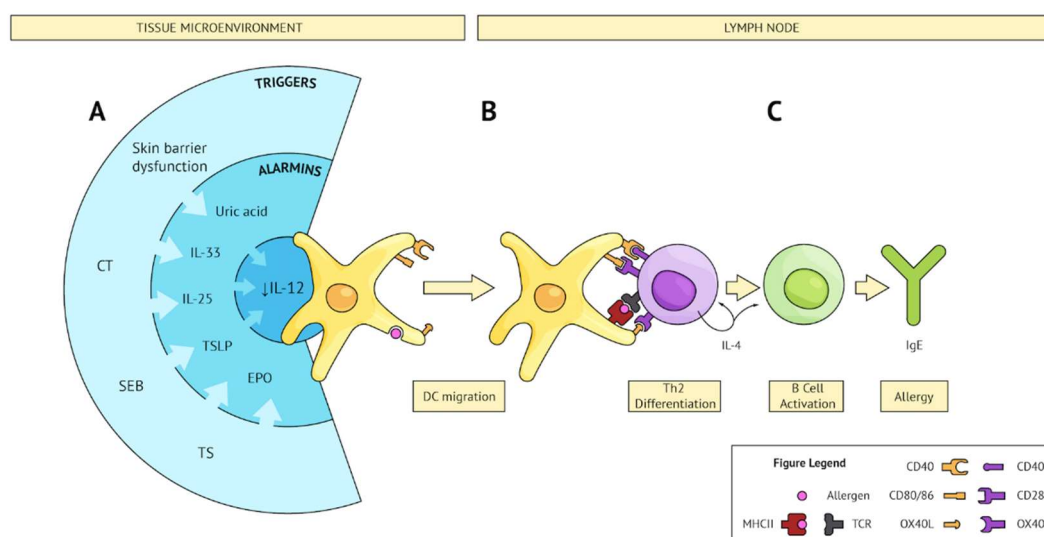 TISSUE MICROENVIRONMENT
LYMPH NODE
A
TRIGGERS
Skin barrier
dysfunction
ALARMINS
Uric acid
IL-33
CT
IL-25
↓IL-12
TSLP
SEB
EPO
TS
DC migration
B
IL-4
Th2
Differentiation
C
B Cell
Activation
IgE
Allergy
Figure Legend
Allergen
MHCII
TCR
CD40
CD40
CD80/86
CD28
OX40L
OX40